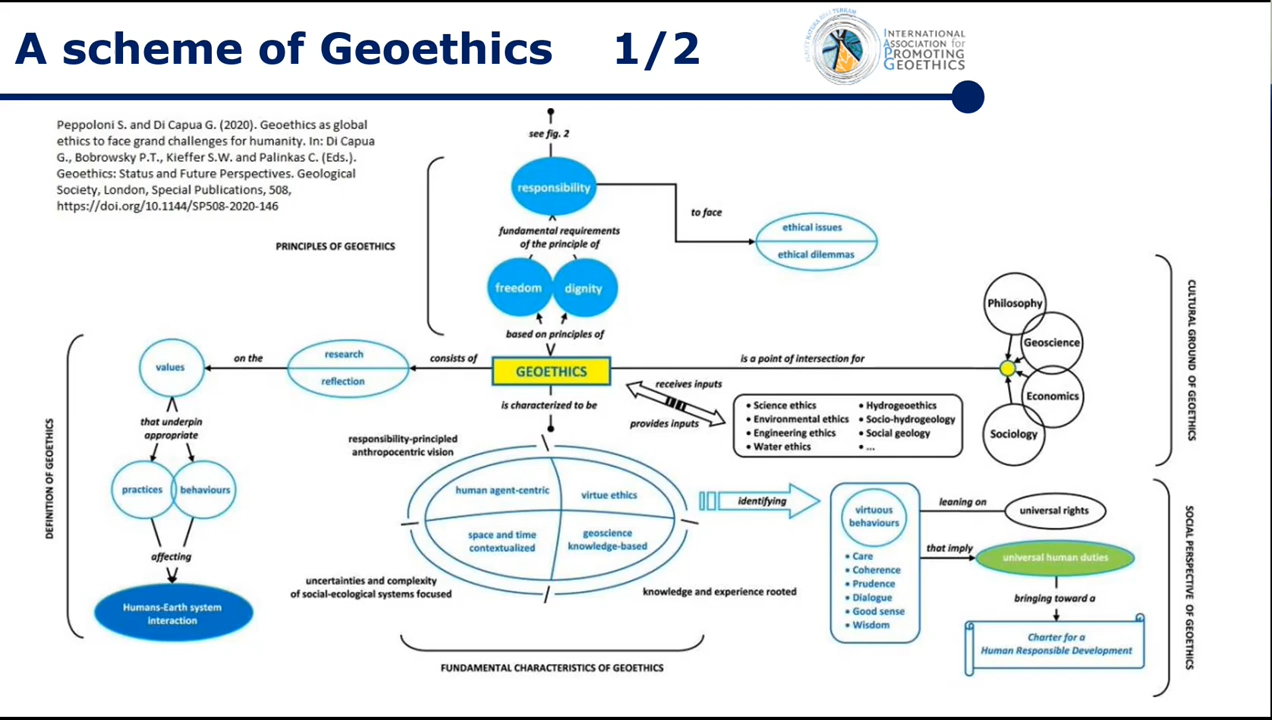 A scheme of Geoethics 1/2
INTERNATIONAL
ASSOCIATION for
PROMOTING
GEOETHICS
Peppoloni S. and Di Capua G. (2020). Geoethics as global
ethics to face grand challenges for humanity. In: Di Capua
G., Bobrowsky P.T., Kieffer S.W. and Palinkas C. (Eds.).
Geoethics: Status and Future Perspectives. Geological
Society, London, Special Publications, 508,
https://doi.org/10.1144/SP508-2020-146
see fig. 2
responsibility
to face
ethical issues
ethical dilemmas
fundamental requirements
of the principle of
PRINCIPLES OF GEOETHICS
freedom
dignity
based on principles of
GEOETHICS
consists of
research
reflection
on the
values
that underpin
appropriate
practices
behaviours
affecting
Humans-Earth system
interaction
DEFINITION OF GEOETHICS
is a point of intersection for
Philosophy
Geoscience
Economics
Sociology
CULTURAL GROUND OF GEOETHICS
receives inputs
provides inputs
• Science ethics
• Environmental ethics
• Engineering ethics
• Water ethics
• Hydrogeoethics
• Socio-hydrogeology
• Social geology
• ...
is characterized to be
responsibility-principled
anthropocentric vision
human agent-centric
virtue ethics
space and time
contextualized
geoscience
knowledge-based
uncertainties and complexity
of social-ecological systems focused
knowledge and experience rooted
FUNDAMENTAL CHARACTERISTICS OF GEOETHICS
identifying
virtuous
behaviours
• Care
• Coherence
• Prudence
• Dialogue
• Good sense
• Wisdom
leaning on
universal rights
that imply
universal human duties
bringing toward a
Charter for a
Human Responsible Development
SOCIAL PERSPECTIVE OF GEOETHICS